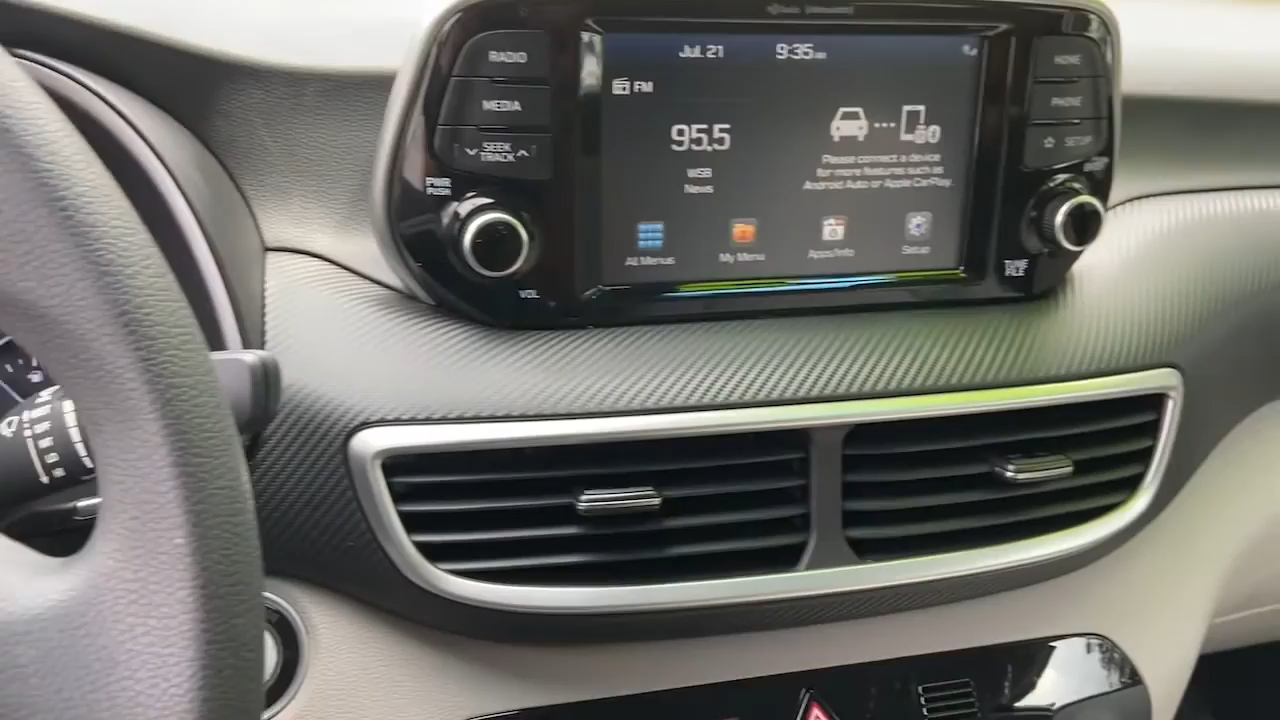 RADIO
MEDIA
SEEK
TRACK
PWR
PUSH
VOL
Jul. 21
9:35
FM
95.5
WSB
News
Please connect a device
for more features such as
Android Auto or Apple CarPlay.
All Menus
My Menu
Apps/Info
Setup
HOME
PHONE
SETUP
TUNE
FILE